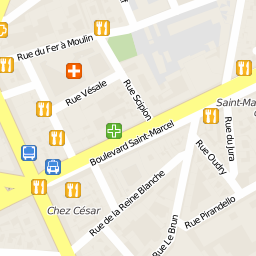 Rue du Fer à Moulin
Rue Vésale
Rue Scipion
Saint-Ma
Boulevard Saint-Marcel
Rue du Jura
Rue Oudry
Rue de la Reine Blanche
Chez César
Rue Pirandello
Rue Le Brun